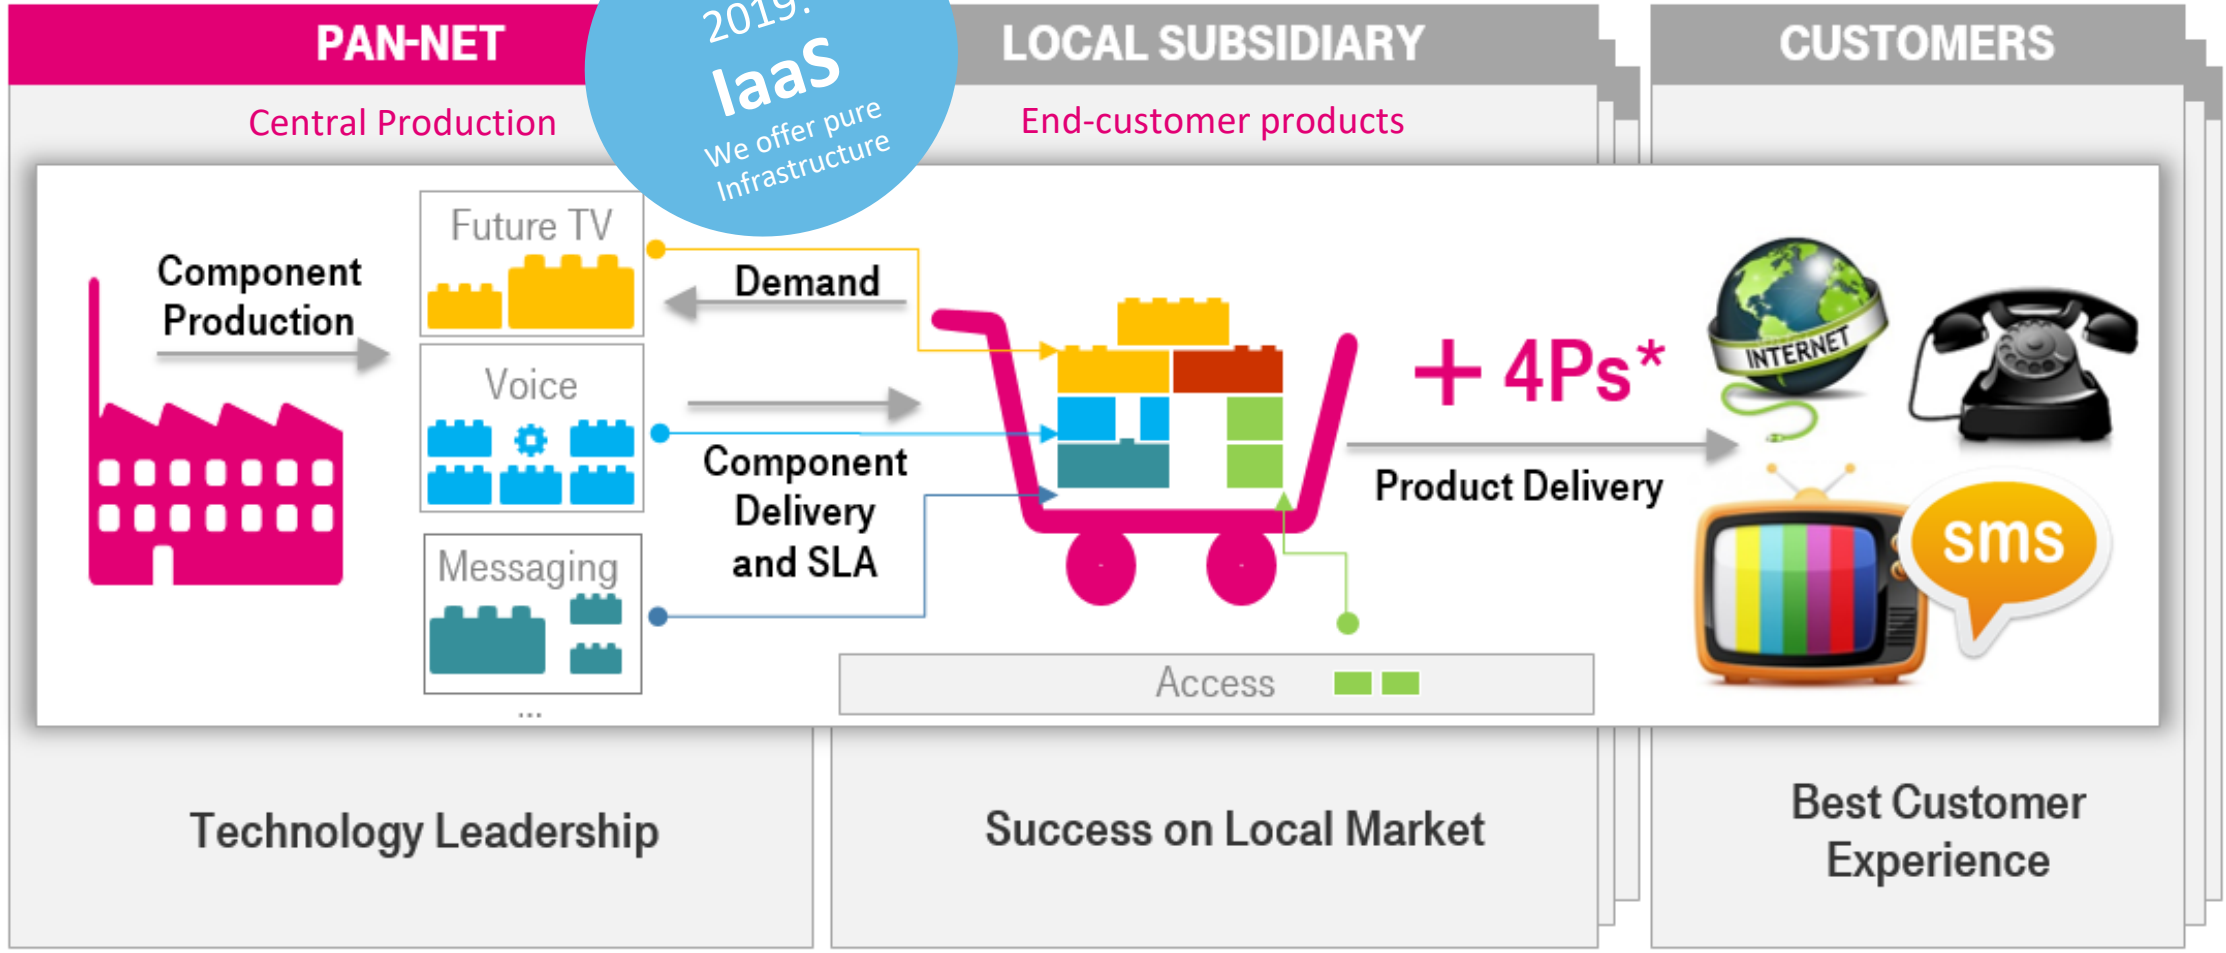 PAN-NET
2019:
IaaS
We offer pure
Infrastructure
LOCAL SUBSIDIARY
CUSTOMERS
Central Production
End-customer products
Component
Production
Future TV
Voice
Messaging
...
Demand
Component
Delivery
and SLA
+ 4Ps*
Product Delivery
INTERNET
sms
Access
Technology Leadership
Success on Local Market
Best Customer
Experience